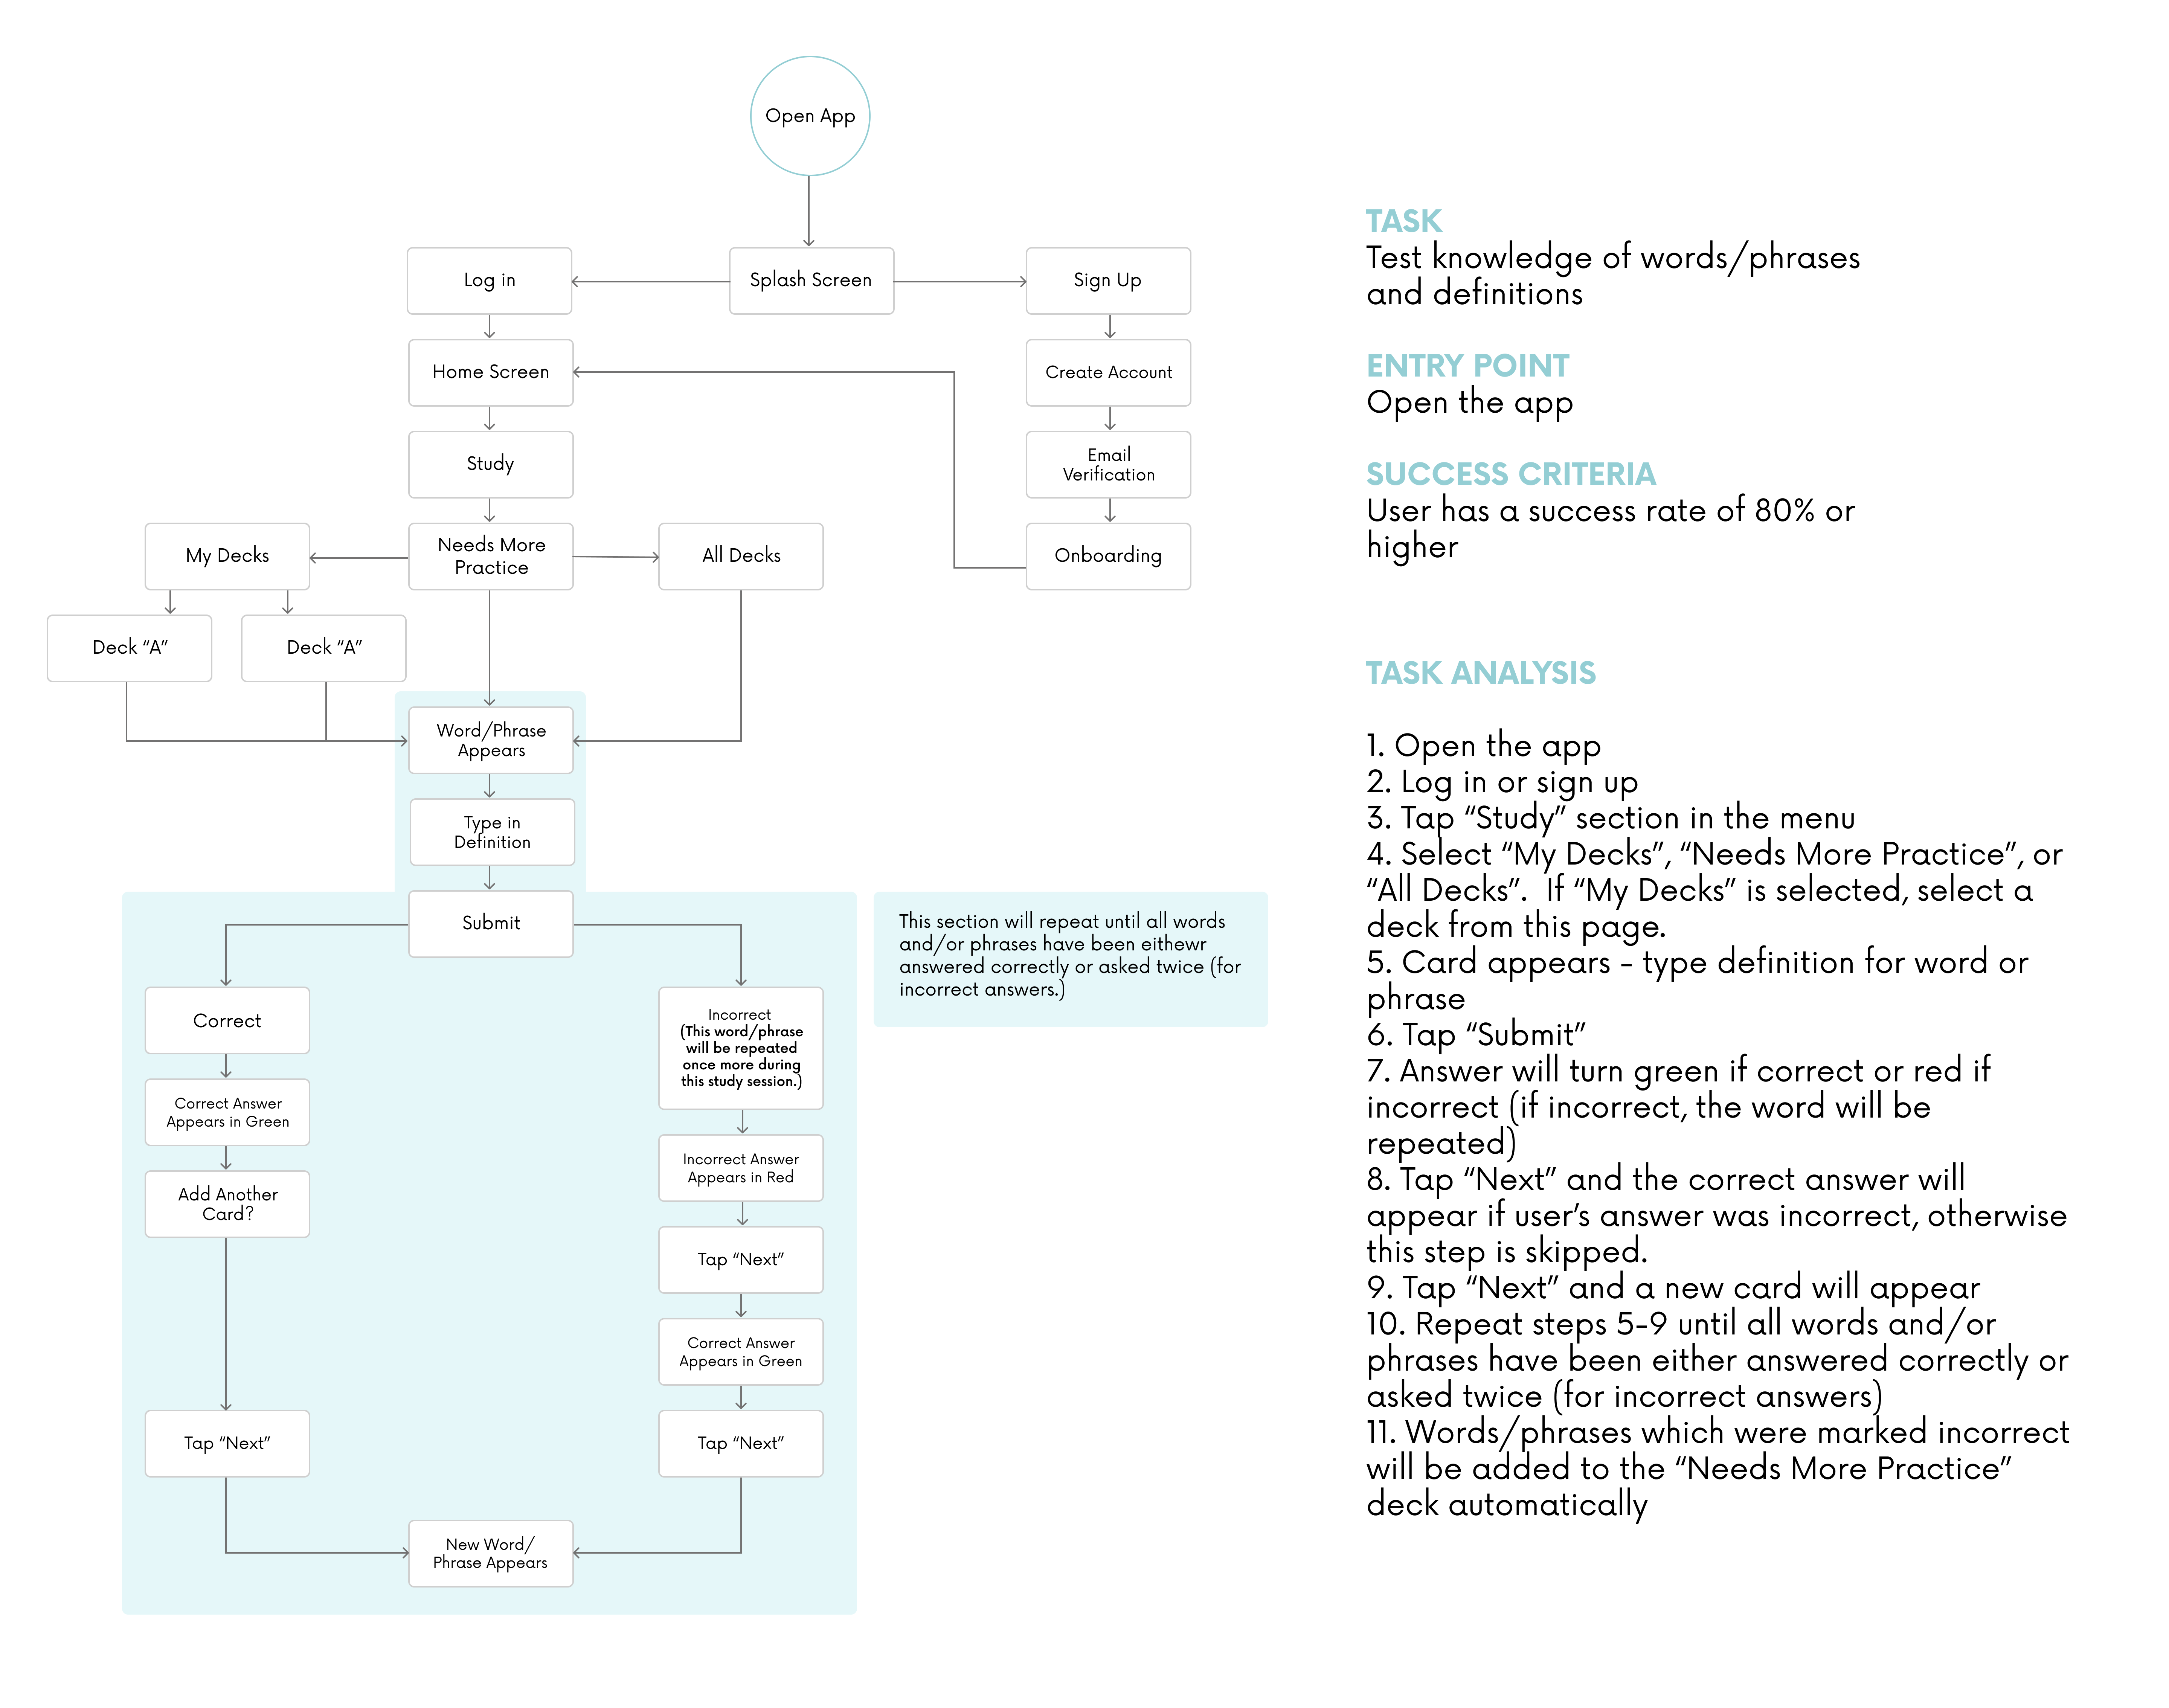 Open App
Log in
Splash Screen
Sign Up
Home Screen
Create Account
Study
Email
Verification
My Decks
Needs More
Practice
All Decks
Onboarding
Deck “A”
Deck “A”
Word/Phrase
Appears
Type in
Definition
Submit
This section will repeat until all words
and/or phrases have been eithewr
answered correctly or asked twice (for
incorrect answers.)
Correct
Correct Answer
Appears in Green
Add Another
Card?
Tap “Next”
Incorrect
(This word/phrase
will be repeated
once more during
this study session.)
Incorrect Answer
Appears in Red
Tap “Next”
Correct Answer
Appears in Green
Tap “Next”
New Word/
Phrase Appears
TASK
Test knowledge of words/phrases
and definitions
ENTRY POINT
Open the app
SUCCESS CRITERIA
User has a success rate of 80% or
higher
TASK ANALYSIS
1. Open the app
2. Log in or sign up
3. Tap “Study” section in the menu
4. Select “My Decks”, “Needs More Practice”, or
“All Decks”.  If “My Decks” is selected, select a
deck from this page.
5. Card appears - type definition for word or
phrase
6. Tap “Submit”
7. Answer will turn green if correct or red if
incorrect (if incorrect, the word will be
repeated)
8. Tap “Next” and the correct answer will
appear if user’s answer was incorrect, otherwise
this step is skipped.
9. Tap “Next” and a new card will appear
10. Repeat steps 5-9 until all words and/or
phrases have been either answered correctly or
asked twice (for incorrect answers)
11. Words/phrases which were marked incorrect
will be added to the “Needs More Practice”
deck automatically